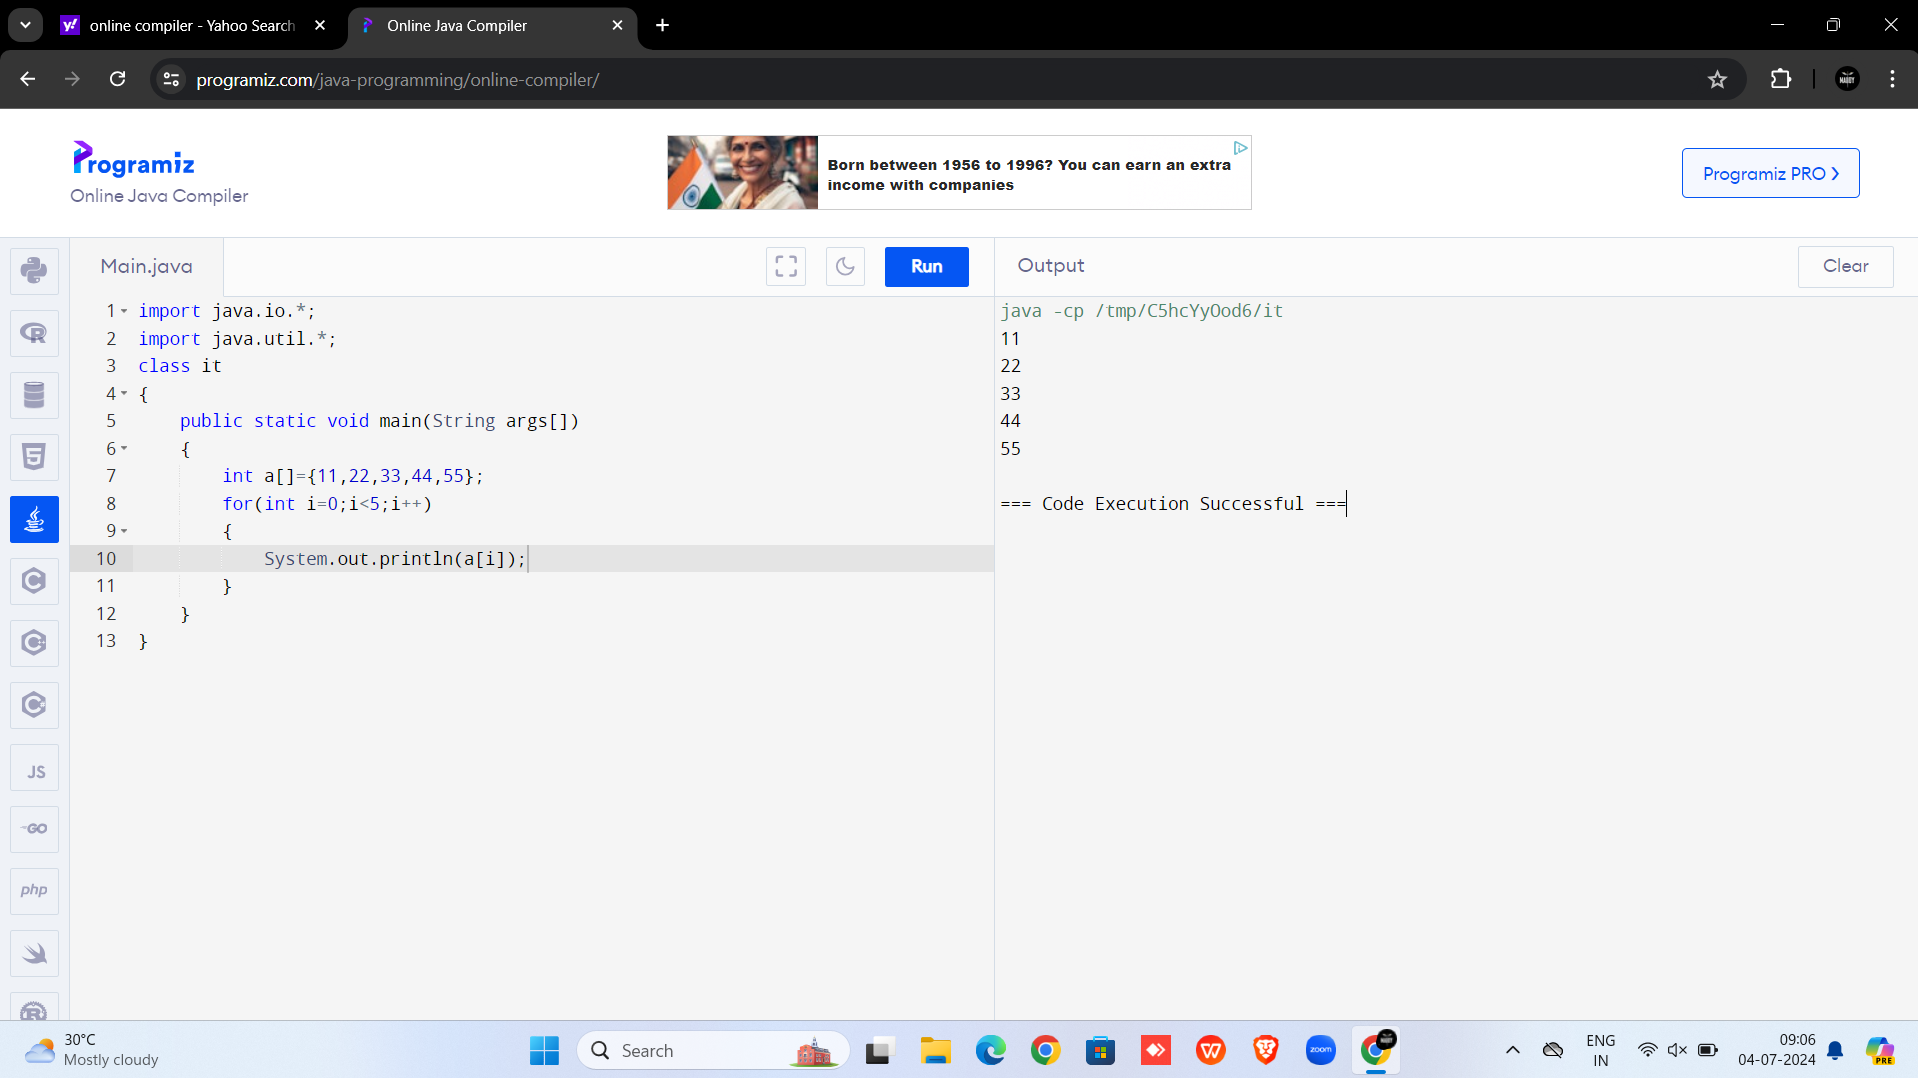 online compiler - Yahoo Search
Online Java Compiler
programiz.com/java-programming/online-compiler/
Programiz
Online Java Compiler
Born between 1956 to 1996? You can earn an extra
income with companies
Programiz PRO
Main.java
Run
Output
Clear
1 import java.io.*;
2 import java.util.*;
3 class it
4 {
5 public static void main(String args[])
6 {
7 int a[]={11,22,33,44,55};
8 for(int i=0;i<5;i++)
9 {
10 System.out.println(a[i]);
11 }
12 }
13 }
java -cp /tmp/C5hcYyOod6/it
11
22
33
44
55
=== Code Execution Successful ===
JS
GO
php
30°C
Mostly cloudy
Search
zoom
ENG
IN
09:06
04-07-2024
PRE